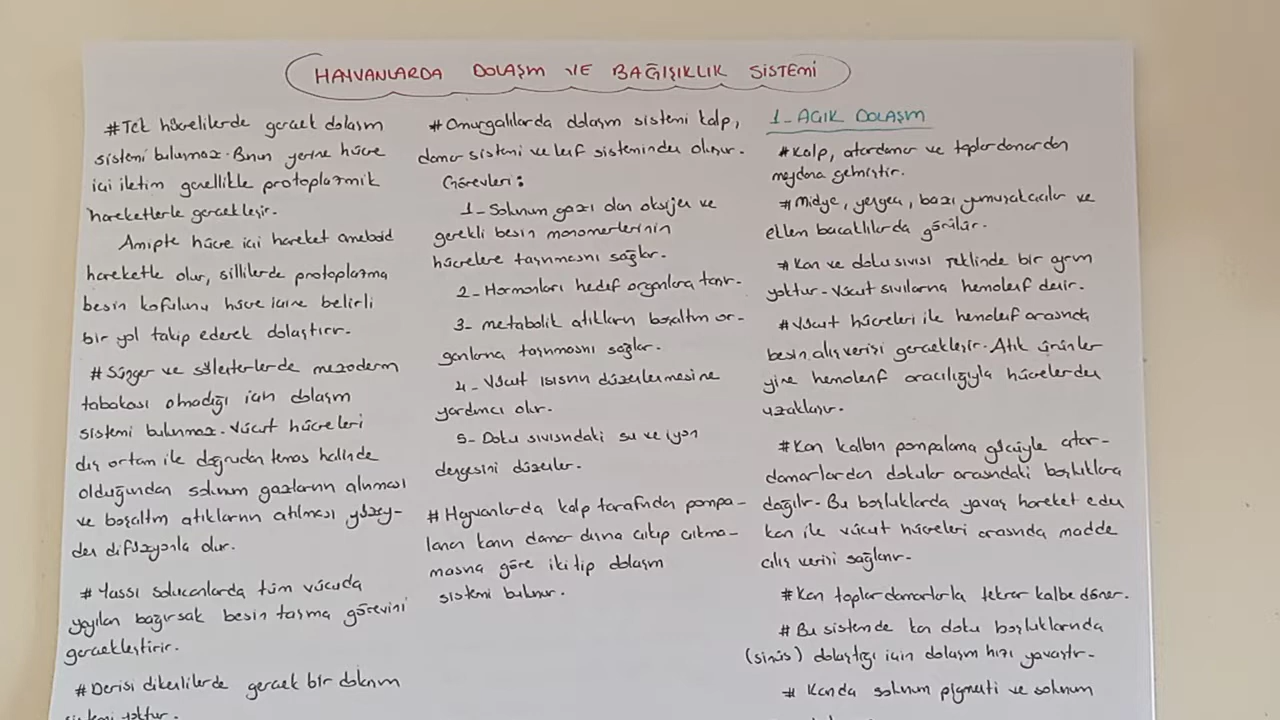 HAYVANLARDA DOLAŞIM VE BAĞIŞIKLIK SİSTEMİ
#Tek hücrelilerde gerçek dolaşım
sistemi bulunmaz. Bunun yerine hücre
içi iletim genellikle protoplazmik
hareketlerle gerçekleşir.
Amipte hücre içi hareket ameboid
hareketle olur, sillilerde protoplazma
besin kofulunu hücre içine belirli
bir yol takip ederek dolaştırır.
#Sünger ve sölenterlerde mezoderm
tabakası olmadığı için dolaşım
sistemi bulunmaz. Vücut hücreleri
dış ortam ile doğrudan temas halinde
olduğundan solunum gazlarının alınması
ve boşaltım atıklarının atılması yüzey-
den difüzyonla olur.
#Yassı solucanlarda tüm vücuda
yayılan bağırsak besin taşıma görevini
gerçekleştirir.
#Derisi dikenlilerde gerçek bir dolaşım
sistemi yoktur.
#Omurgalılarda dolaşım sistemi kalp,
damar sistemi ve lenf sisteminden oluşur.
Görevleri:
1- Solunum gazı olan oksijen ve
gerekli besin monomerlerinin
hücrelere taşınmasını sağlar.
2- Hormonları hedef organlara taşır.
3- metabolik atıkların boşaltım or-
ganlarına taşınmasını sağlar.
4- Vücut ısısının düzenlenmesine
yardımcı olur.
5- Doku sıvısındaki su ve iyon
dengesini düzenler.
#Hayvanlarda kalp tarafından pompa-
lanan kanın damar dışına çıkıp çıkma-
masına göre iki tip dolaşım
sistemi bulunur.
1- AÇIK DOLAŞIM
#Kalp, atardamar ve toplardamardan
meydana gelmiştir.
#Midye, yengeç, bazı yumuşakçalar ve
eklem bacaklılarda görülür.
#Kan ve doku sıvısı şeklinde bir ayrım
yoktur. Vücut sıvılarına hemolenf denir.
#Vücut hücreleri ile hemolenf arasında
besin alış verişi gerçekleşir. Atık ürünler
yine hemolenf aracılığıyla hücrelerden
uzaklaşır.
#Kan kalbin pompalama gücüyle atar-
damarlardan dokular arasındaki boşluklara
dağılır. Bu boşluklarda yavaş hareket eden
kan ile vücut hücreleri arasında madde
alış verişi sağlanır.
#Kan toplardamarlarla tekrar kalbe döner.
#Bu sistemde kan doku boşluklarında
(sinüs) dolaştığı için dolaşım hızı yavaştır.
# Kanda solunum pigmenti ve solunum